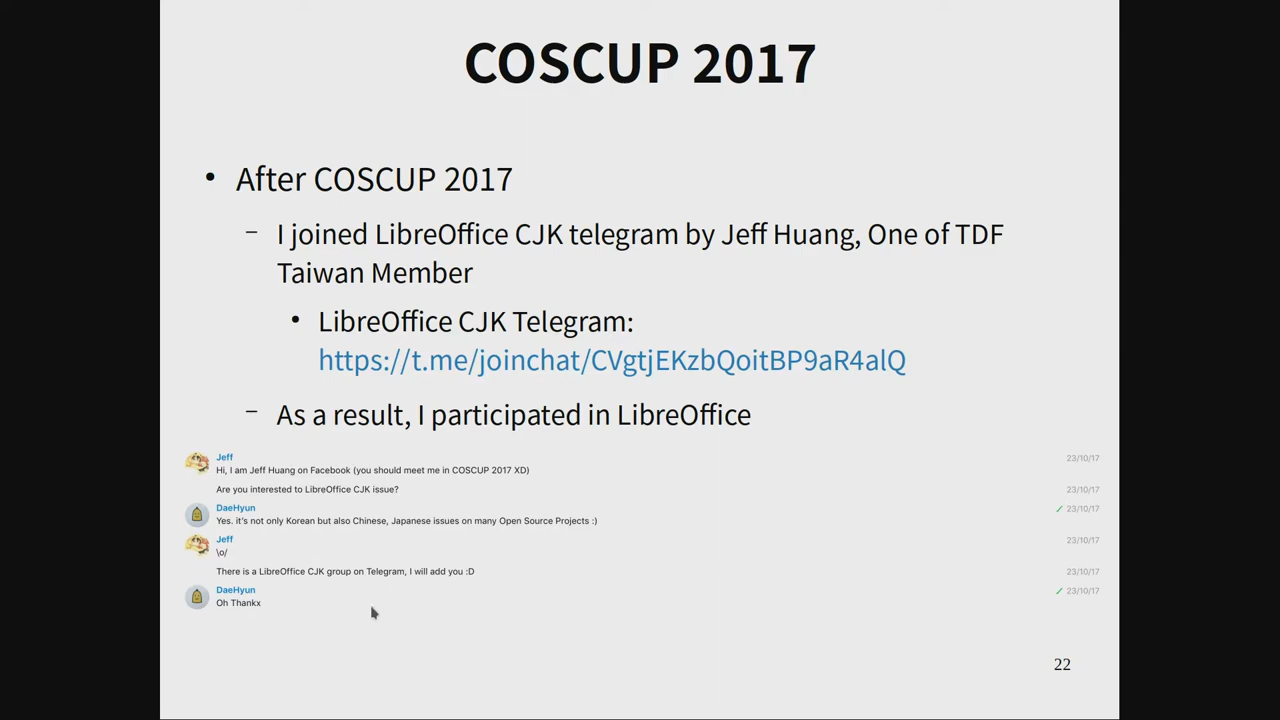 COSCUP 2017
• After COSCUP 2017
– I joined LibreOffice CJK telegram by Jeff Huang, One of TDF
Taiwan Member
• LibreOffice CJK Telegram:
https://t.me/joinchat/CVgtjEKzbQoitBP9aR4alQ
– As a result, I participated in LibreOffice
Jeff 23/10/17
Hi, I am Jeff Huang on Facebook (you should meet me in COSCUP 2017 XD)
Are you interested to LibreOffice CJK issue? 23/10/17
DaeHyun 23/10/17
Yes. it's not only Korean but also Chinese, Japanese issues on many Open Source Projects :)
Jeff 23/10/17
\o/
There is a LibreOffice CJK group on Telegram, I will add you :D 23/10/17
DaeHyun 23/10/17
Oh Thankx
22